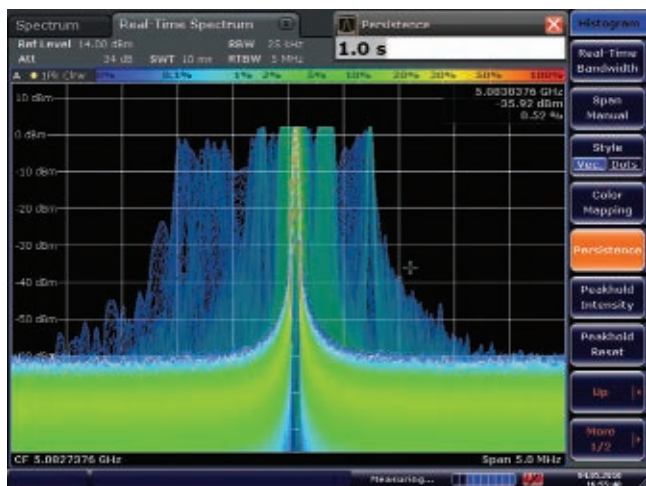 Spectrum
Real-Time Spectrum
Persistence
1.0 s
Histogram
Ref Level 14.00 dBm
RBW 25 kHz
Att 34 dB SWT 10 ms RTBW 5 MHz
A 1Pk Clrw 0% 0.1% 1% 2% 5% 10% 20% 30% 50% 100%
Real-Time
Bandwidth
5.0838376 GHz
-35.92 dBm
0.52 %
10 dBm
0 dBm
-10 dBm
-20 dBm
-30 dBm
-40 dBm
-50 dBm
Span
Manual
Style
Vec. Dots
Color
Mapping
Persistence
Peakhold
Intensity
Peakhold
Reset
Up
More
1/2
CF 5.0827376 GHz
Span 5.0 MHz
Measuring...